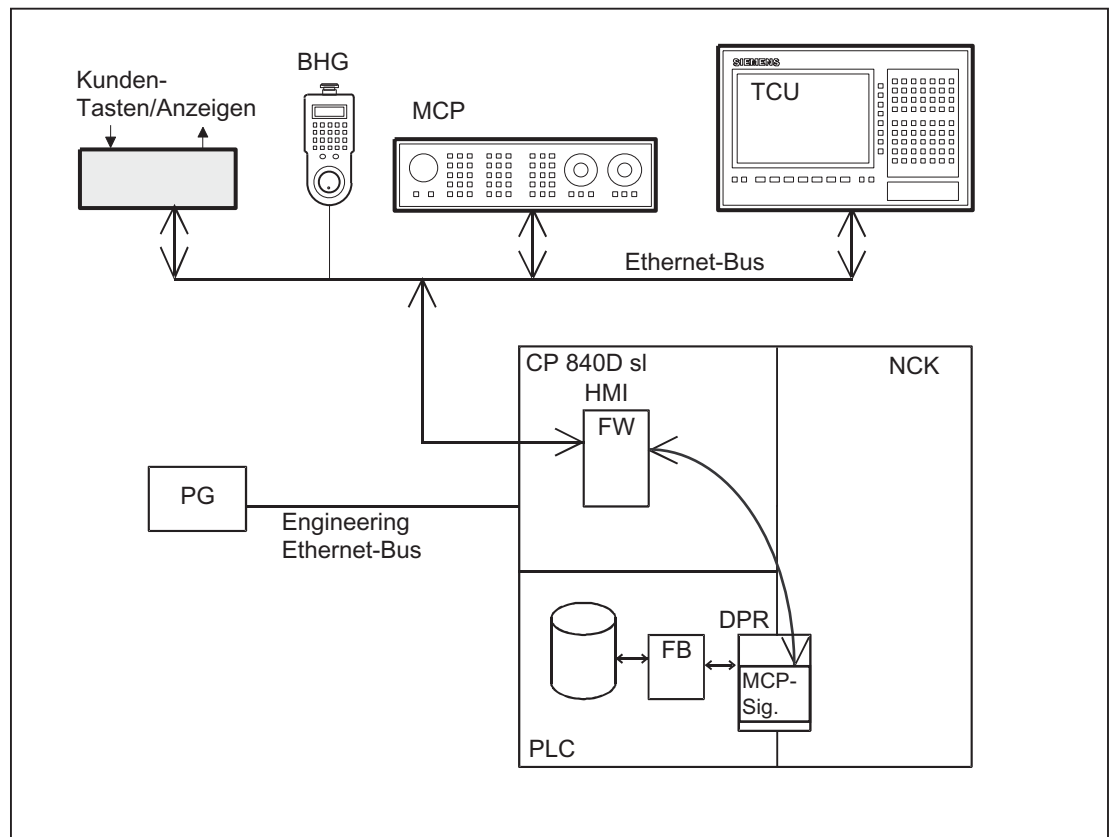 Kunden-
Tasten/Anzeigen
BHG
MCP
SIEMENS
TCU
Ethernet-Bus
CP 840D sl
NCK
HMI
FW
PG
Engineering
Ethernet-Bus
DPR
FB
MCP-
Sig.
PLC